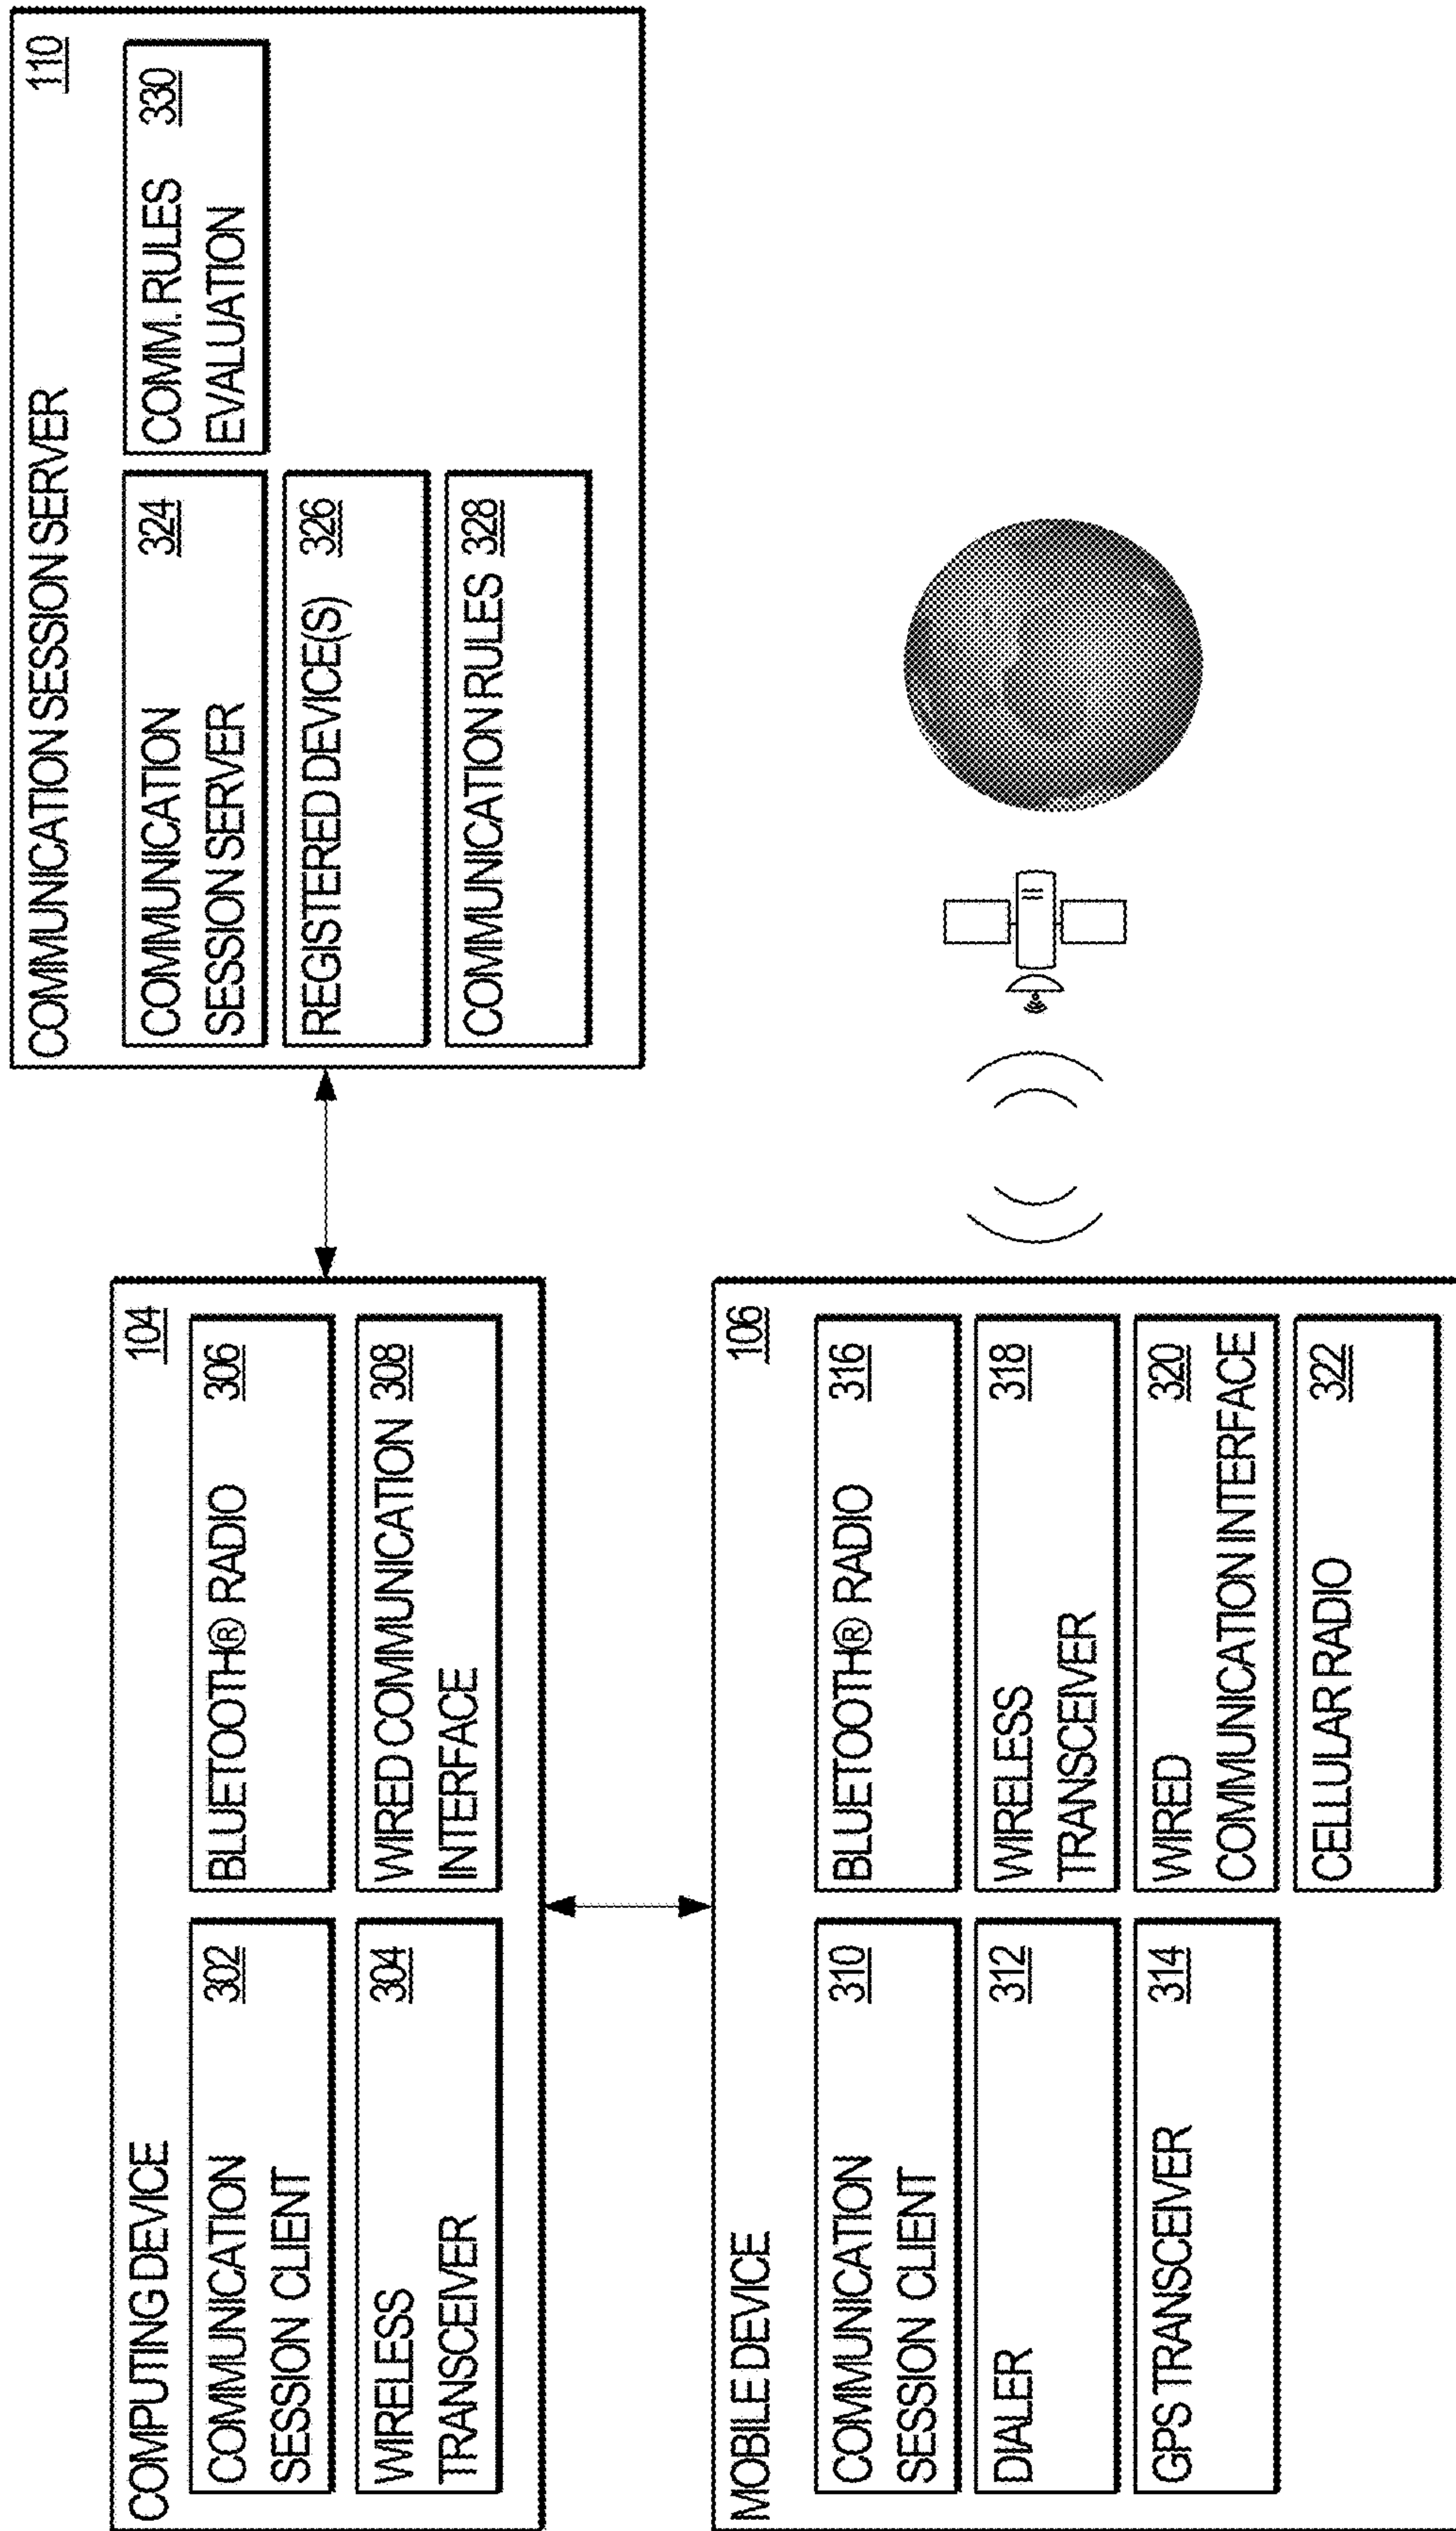 COMPUTING DEVICE 104
COMMUNICATION 302
SESSION CLIENT
BLUETOOTH® RADIO 306
WIRELESS 304
TRANSCEIVER
WIRED COMMUNICATION 308
INTERFACE
COMMUNICATION SESSION SERVER 110
COMMUNICATION 324
SESSION SERVER
COMM. RULES 330
EVALUATION
REGISTERED DEVICE(S) 326
COMMUNICATION RULES 328
MOBILE DEVICE 106
COMMUNICATION 310
SESSION CLIENT
BLUETOOTH® RADIO 316
DIALER 312
WIRELESS 318
TRANSCEIVER
GPS TRANSCEIVER 314
WIRED 320
COMMUNICATION INTERFACE
CELLULAR RADIO 322